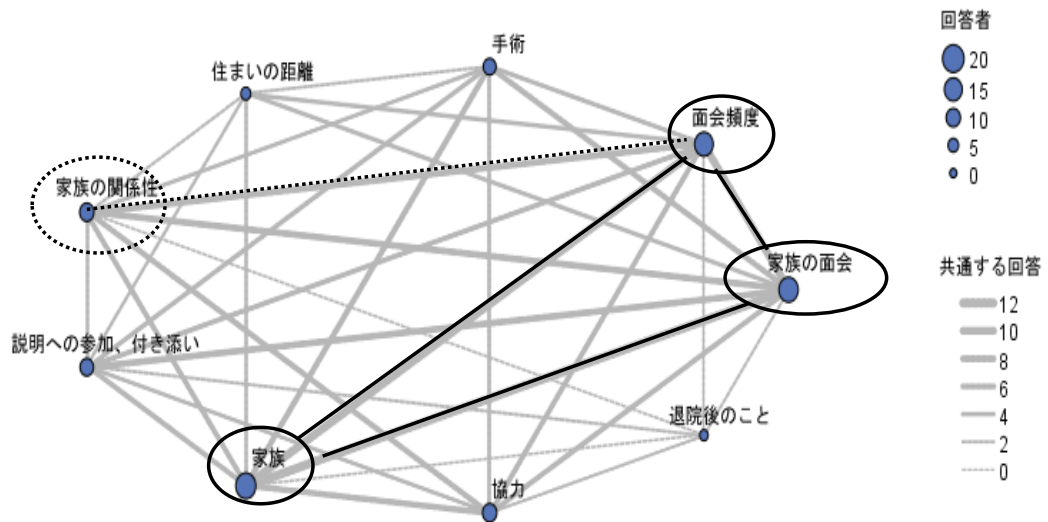 手術
住まいの距離
面会頻度
家族の関係性
家族の面会
説明への参加、付き添い
退院後のこと
家族
協力
回答者
20
15
10
5
0
共通する回答
12
10
8
6
4
2
0